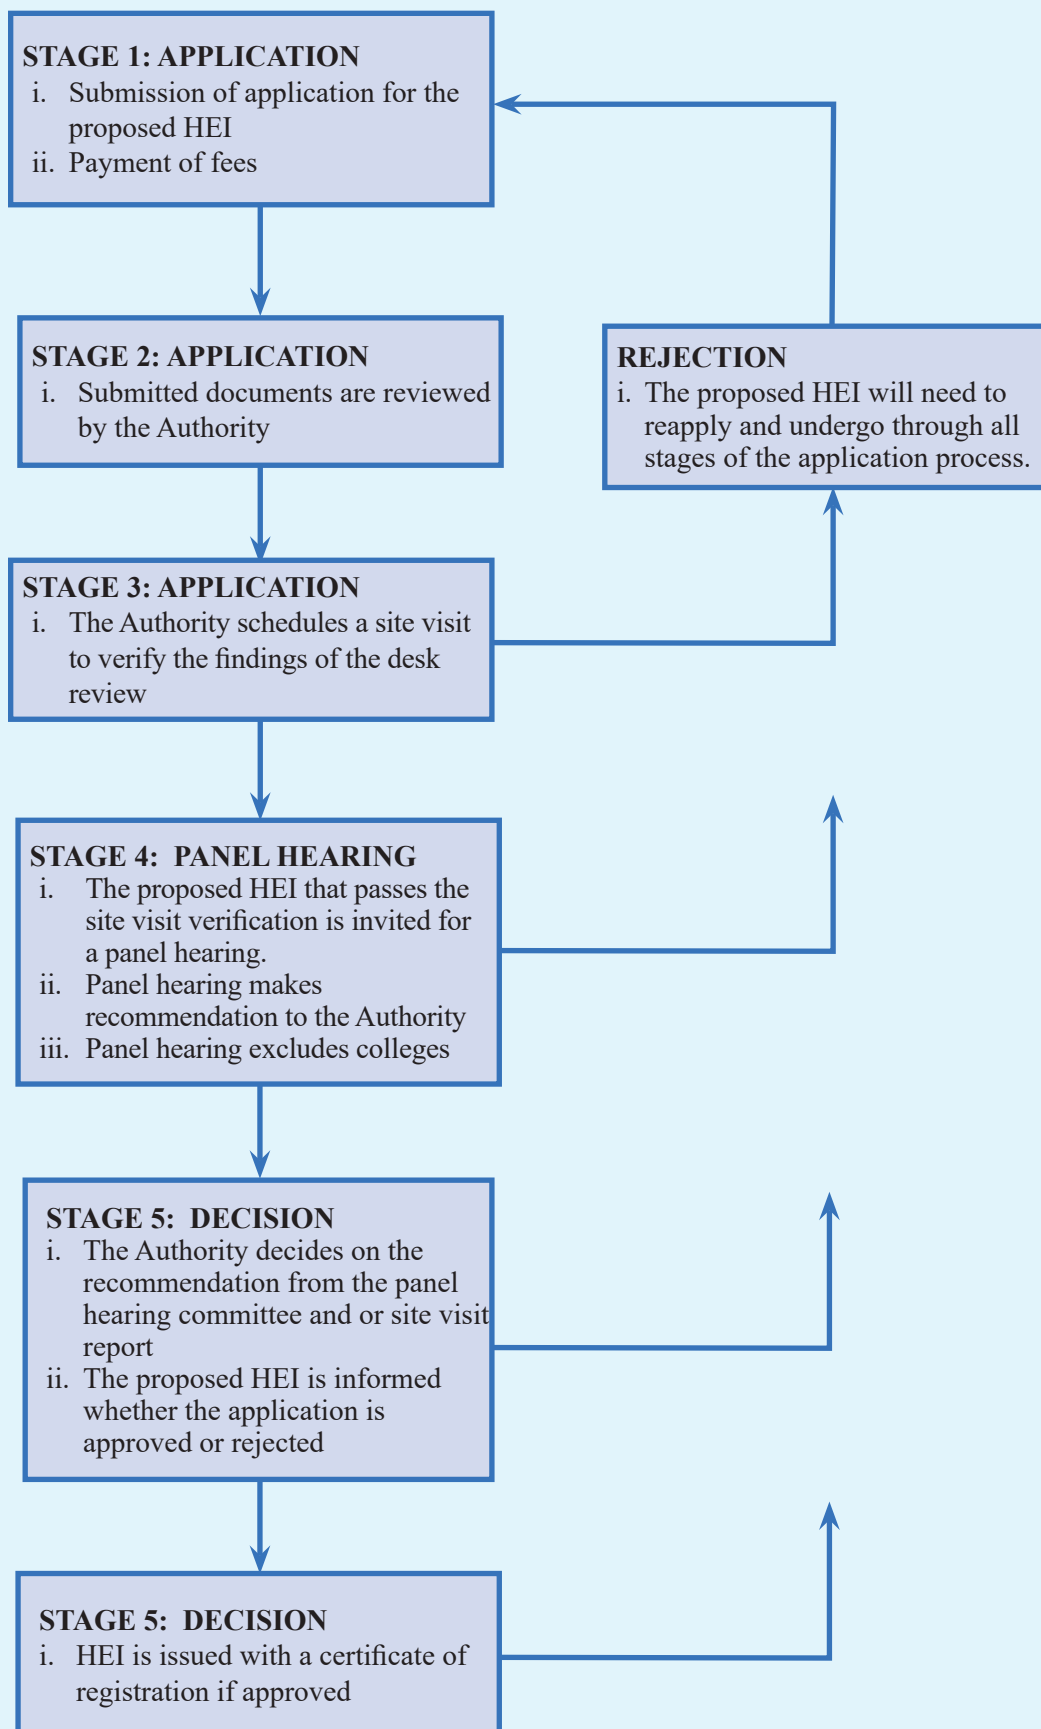 STAGE 1: APPLICATION
i. Submission of application for the
proposed HEI
ii. Payment of fees
STAGE 2: APPLICATION
i. Submitted documents are reviewed
by the Authority
REJECTION
i. The proposed HEI will need to
reapply and undergo through all
stages of the application process.
STAGE 3: APPLICATION
i. The Authority schedules a site visit
to verify the findings of the desk
review
STAGE 4: PANEL HEARING
i. The proposed HEI that passes the
site visit verification is invited for
a panel hearing.
ii. Panel hearing makes
recommendation to the Authority
iii. Panel hearing excludes colleges
STAGE 5: DECISION
i. The Authority decides on the
recommendation from the panel
hearing committee and or site visit
report
ii. The proposed HEI is informed
whether the application is
approved or rejected
STAGE 5: DECISION
i. HEI is issued with a certificate of
registration if approved